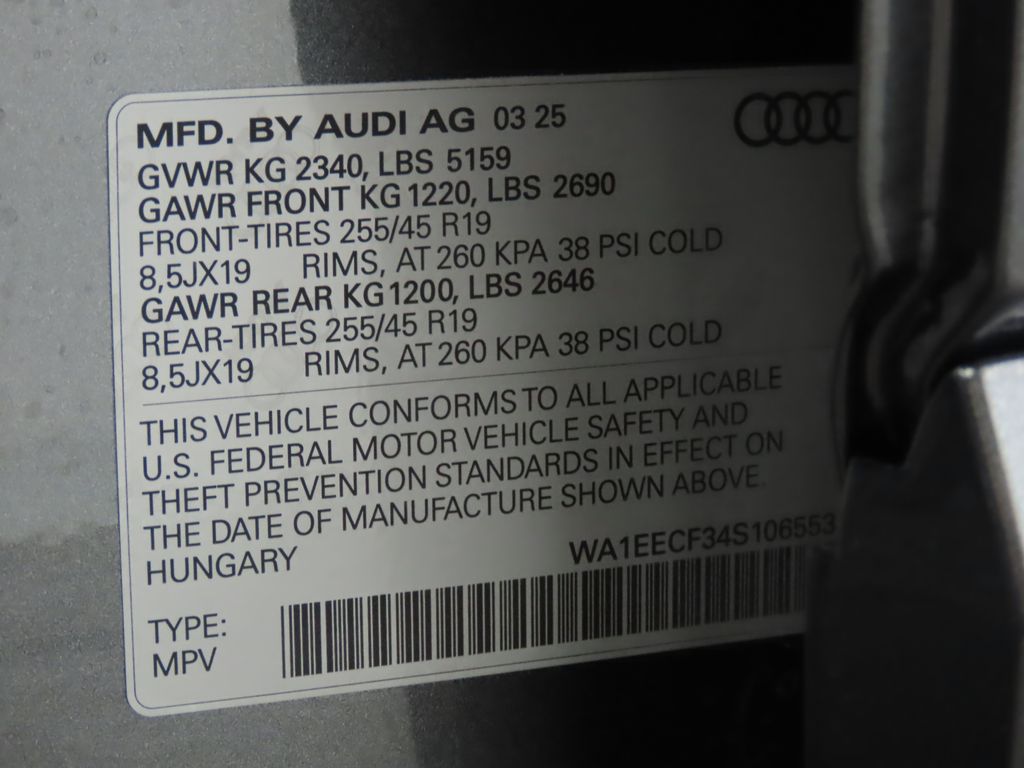 MFD. BY AUDI AG 03 25
GVWR KG 2340, LBS 5159
GAWR FRONT KG 1220, LBS 2690
FRONT-TIRES 255/45 R19
8,5JX19 RIMS, AT 260 KPA 38 PSI COLD
GAWR REAR KG 1200, LBS 2646
REAR-TIRES 255/45 R19
8,5JX19 RIMS, AT 260 KPA 38 PSI COLD
THIS VEHICLE CONFORMS TO ALL APPLICABLE
U.S. FEDERAL MOTOR VEHICLE SAFETY AND
THEFT PREVENTION STANDARDS IN EFFECT ON
THE DATE OF MANUFACTURE SHOWN ABOVE.
HUNGARY
WA1EECF34S106553
TYPE:
MPV